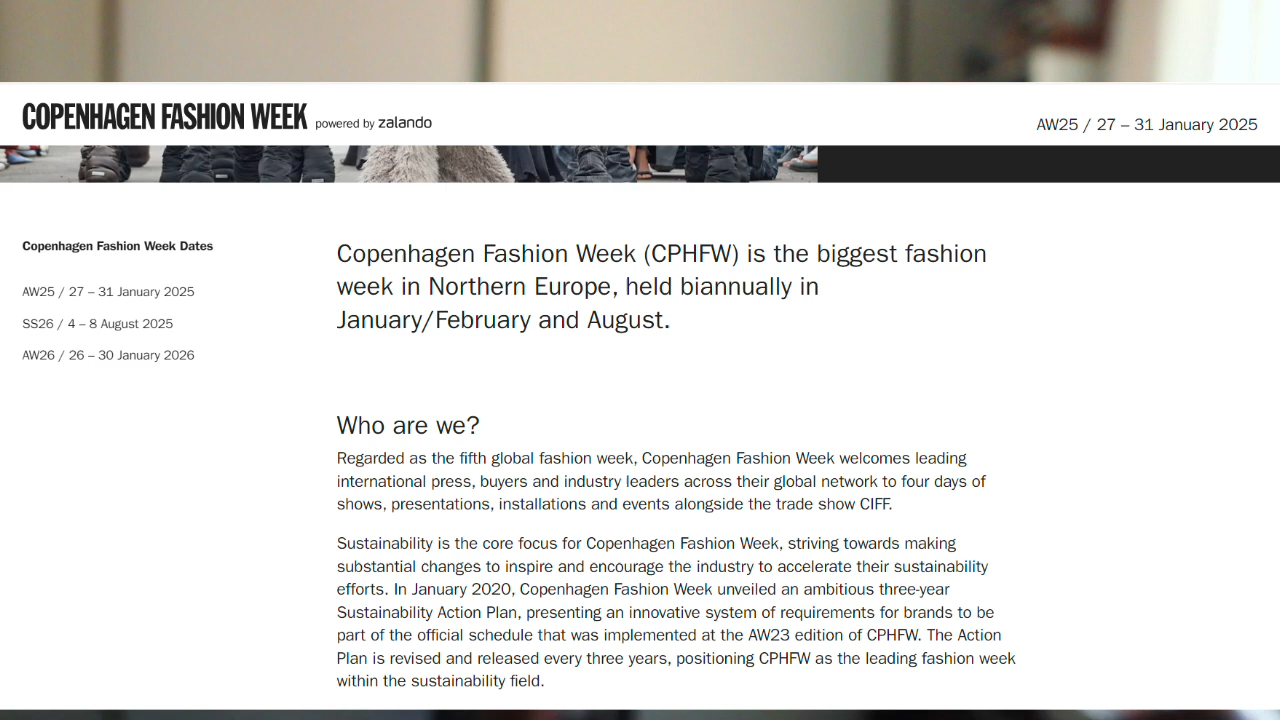 COPENHAGEN FASHION WEEK powered by zalando
AW25 / 27 – 31 January 2025
Copenhagen Fashion Week Dates
AW25 / 27 – 31 January 2025
SS26 / 4 – 8 August 2025
AW26 / 26 – 30 January 2026
Copenhagen Fashion Week (CPHFW) is the biggest fashion
week in Northern Europe, held biannually in
January/February and August.
Who are we?
Regarded as the fifth global fashion week, Copenhagen Fashion Week welcomes leading
international press, buyers and industry leaders across their global network to four days of
shows, presentations, installations and events alongside the trade show CIFF.
Sustainability is the core focus for Copenhagen Fashion Week, striving towards making
substantial changes to inspire and encourage the industry to accelerate their sustainability
efforts. In January 2020, Copenhagen Fashion Week unveiled an ambitious three-year
Sustainability Action Plan, presenting an innovative system of requirements for brands to be
part of the official schedule that was implemented at the AW23 edition of CPHFW. The Action
Plan is revised and released every three years, positioning CPHFW as the leading fashion week
within the sustainability field.